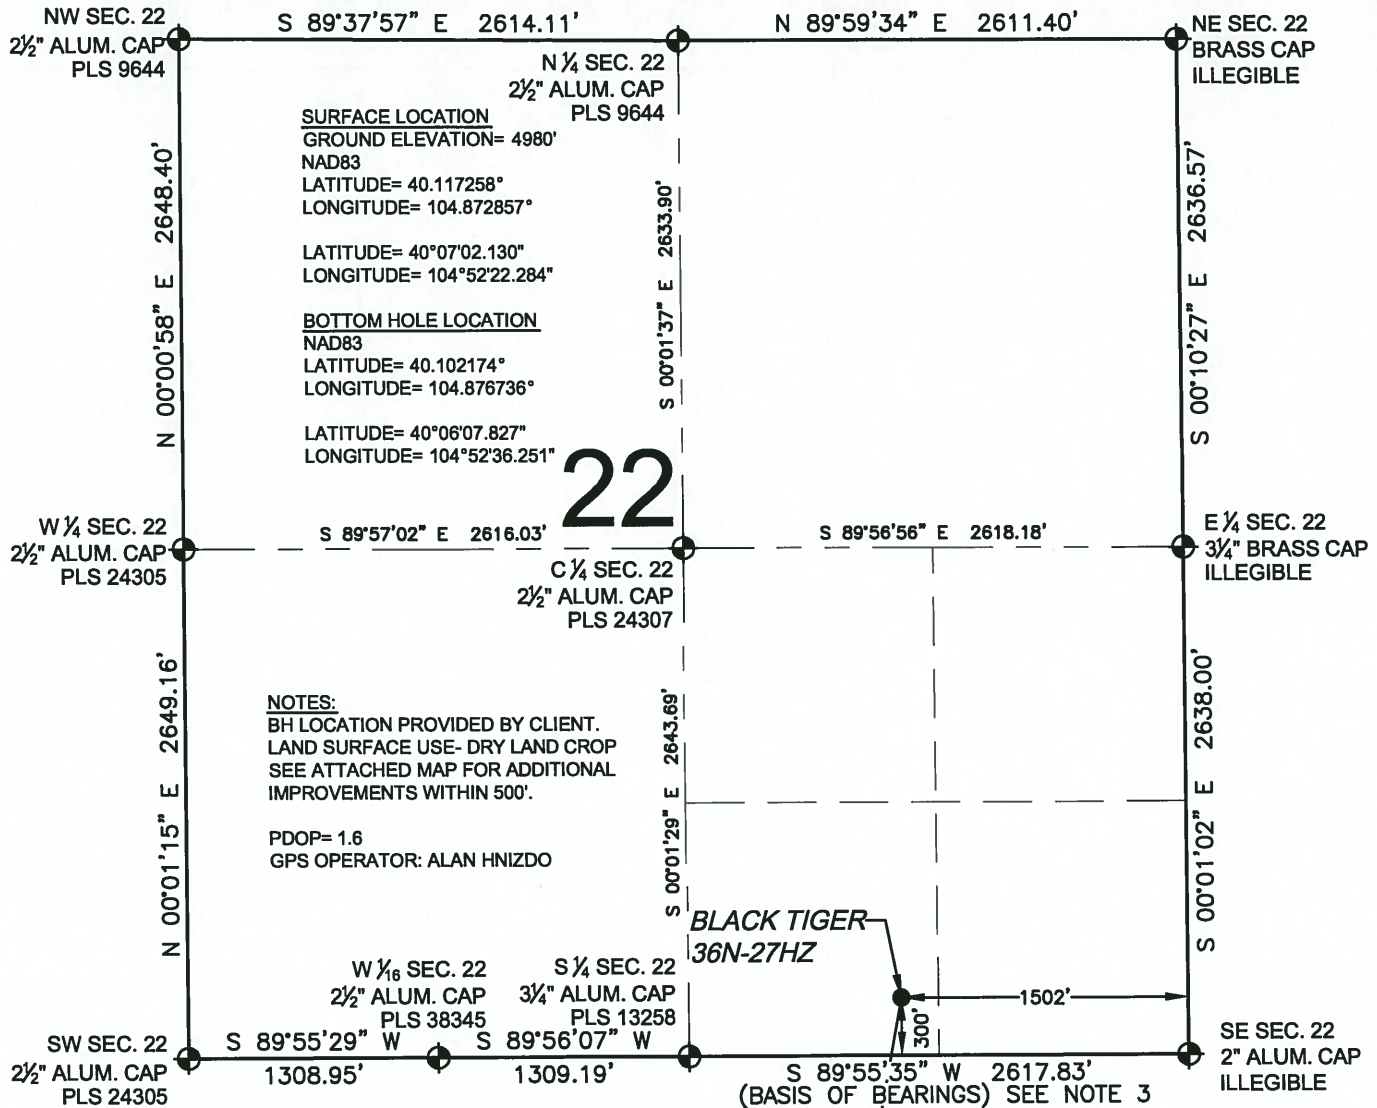 NW SEC. 22
2½" ALUM. CAP
PLS 9644
S 89°37'57" E 2614.11'
N 89°59'34" E 2611.40'
NE SEC. 22
BRASS CAP
ILLEGIBLE
N ¼ SEC. 22
2½" ALUM. CAP
PLS 9644
SURFACE LOCATION
GROUND ELEVATION= 4980'
NAD83
LATITUDE= 40.117258°
LONGITUDE= 104.872857°
LATITUDE= 40°07'02.130"
LONGITUDE= 104°52'22.284"
BOTTOM HOLE LOCATION
NAD83
LATITUDE= 40.102174°
LONGITUDE= 104.876736°
LATITUDE= 40°06'07.827"
LONGITUDE= 104°52'36.251"
N 00°00'58" E 2648.40'
S 00°01'37" E 2633.90'
S 00°10'27" E 2636.57'
22
W ¼ SEC. 22
2½" ALUM. CAP
PLS 24305
S 89°57'02" E 2616.03'
S 89°56'56" E 2618.18'
E ¼ SEC. 22
3¼" BRASS CAP
ILLEGIBLE
C ¼ SEC. 22
2½" ALUM. CAP
PLS 24307
N 00°01'15" E 2649.16'
NOTES:
BH LOCATION PROVIDED BY CLIENT.
LAND SURFACE USE- DRY LAND CROP
SEE ATTACHED MAP FOR ADDITIONAL
IMPROVEMENTS WITHIN 500'.
PDOP= 1.6
GPS OPERATOR: ALAN HNIZDO
S 00°01'29" E 2643.69'
S 00°01'02" E 2638.00'
BLACK TIGER
36N-27HZ
1502'
300'
W 1⁄16 SEC. 22
2½" ALUM. CAP
PLS 38345
S ¼ SEC. 22
3¼" ALUM. CAP
PLS 13258
SW SEC. 22
2½" ALUM. CAP
PLS 24305
S 89°55'29" W
1308.95'
S 89°56'07" W
1309.19'
S 89°55'35" W 2617.83'
(BASIS OF BEARINGS) SEE NOTE 3
SE SEC. 22
2" ALUM. CAP
ILLEGIBLE